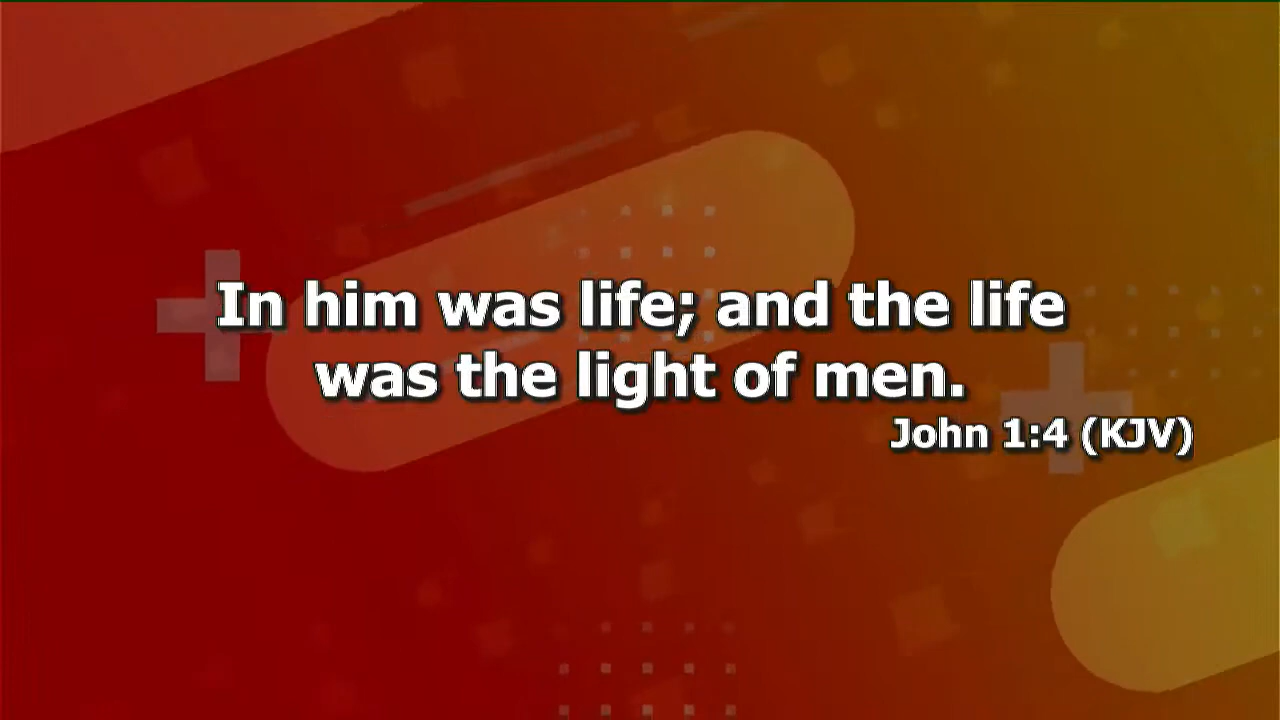 In him was life; and the life
was the light of men.
John 1:4 (KJV)